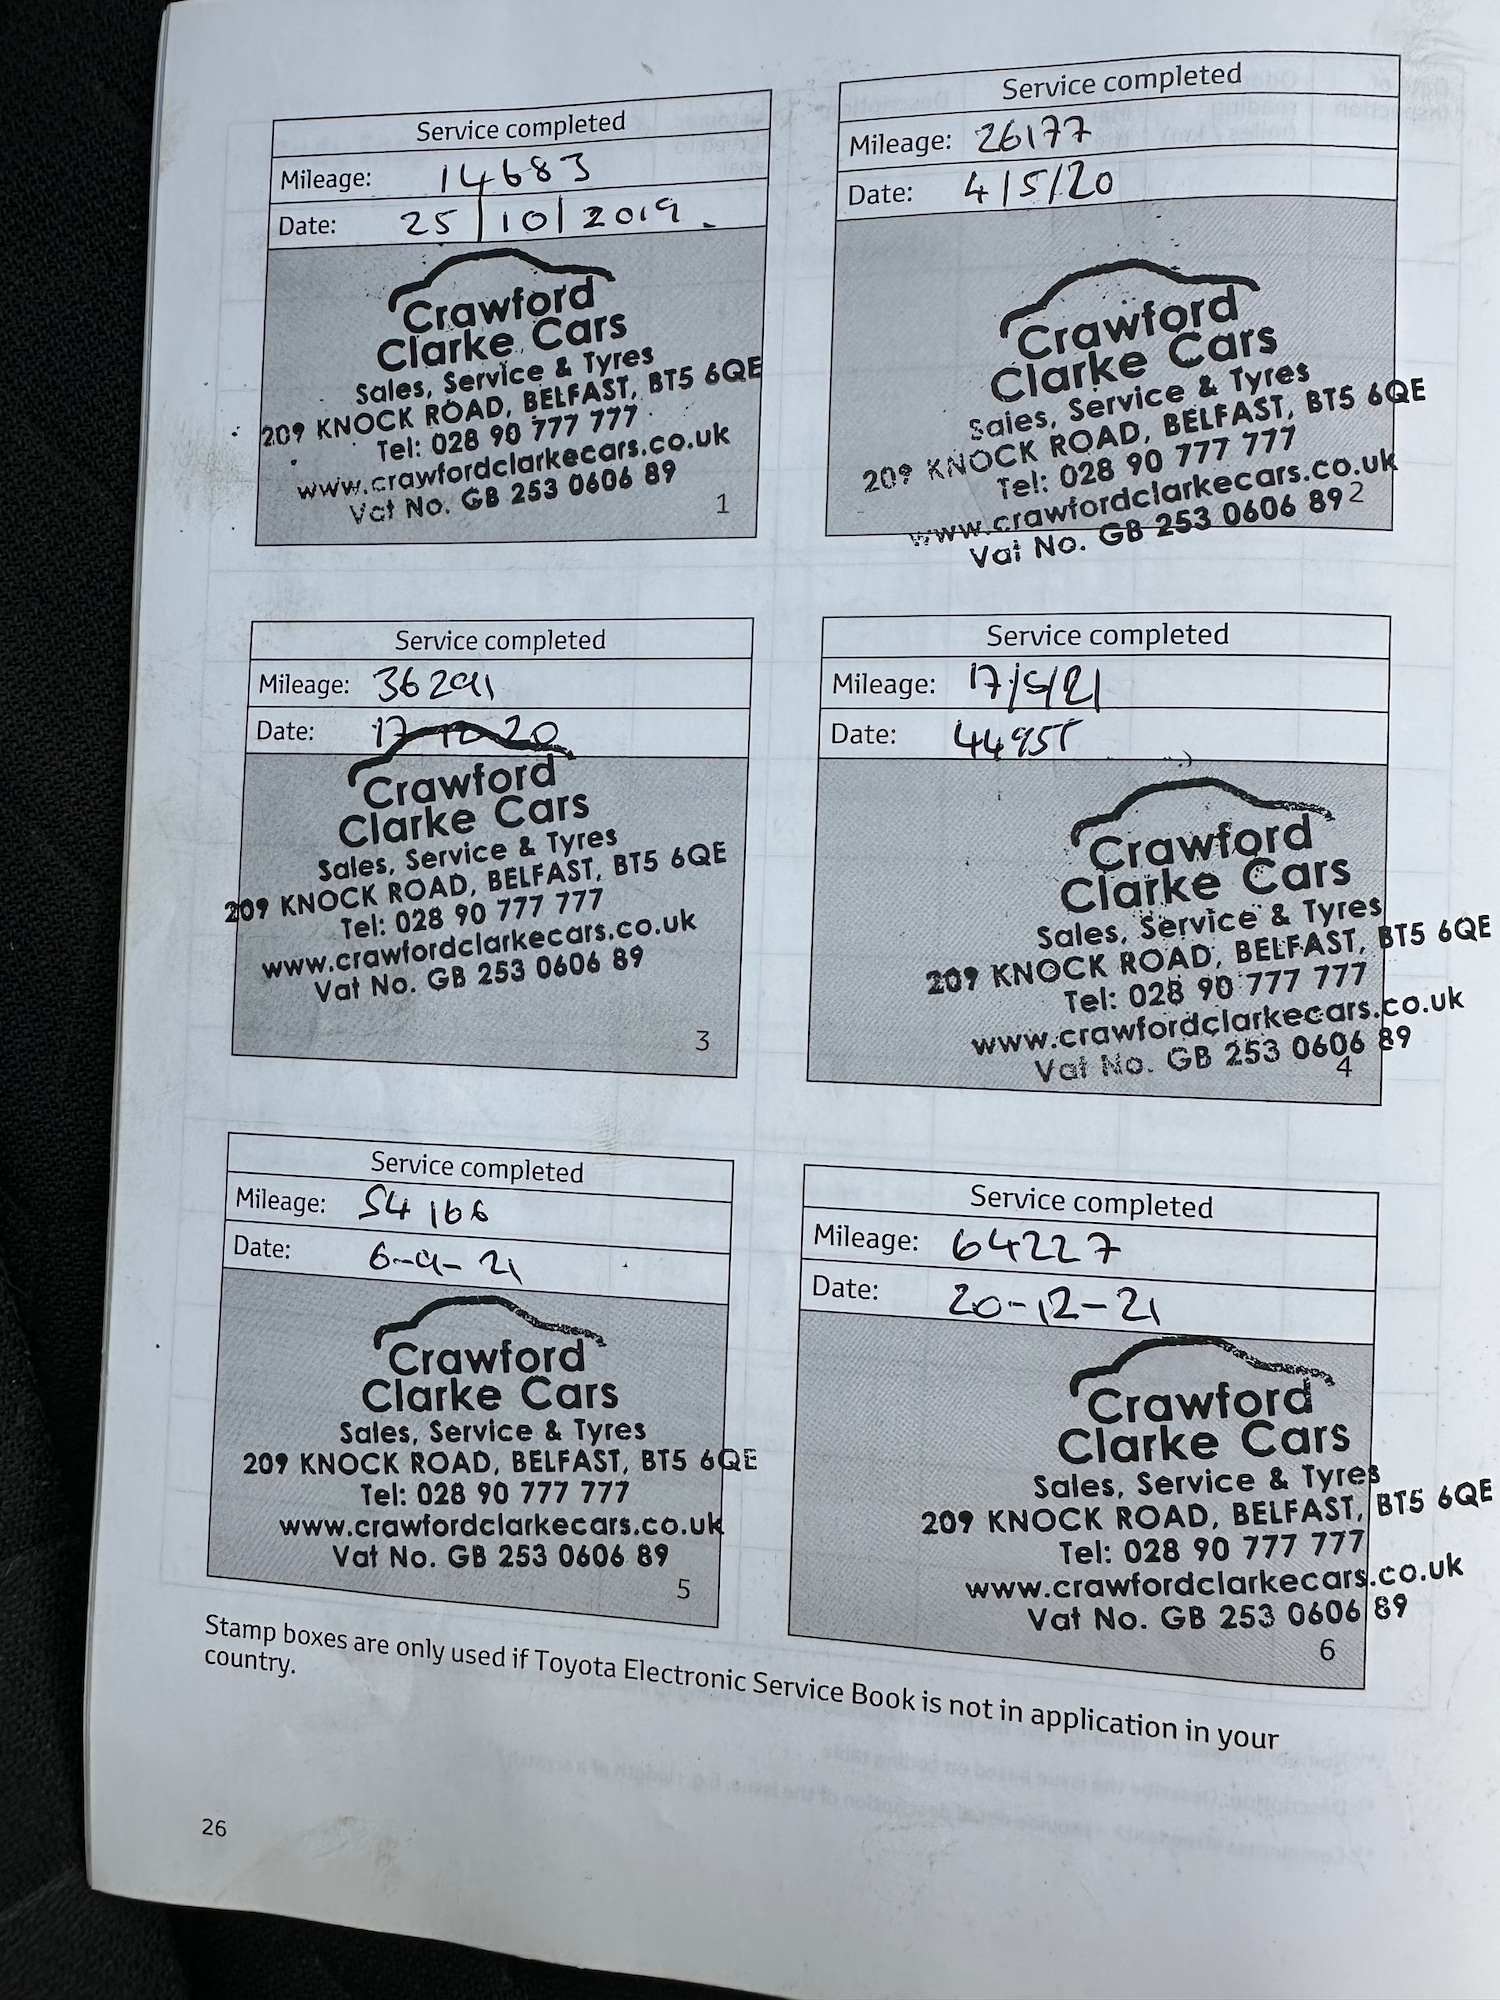 Service completed
Mileage: 14683
Date: 25/10/2019.
Crawford
Clarke Cars
Sales, Service & Tyres
209 KNOCK ROAD, BELFAST, BT5 6QE
Tel: 028 90 777 777
www.crawfordclarkecars.co.uk
Vat No. GB 253 0606 89
1
Service completed
Mileage: 26177
Date: 4/5/20
Crawford
Clarke Cars
Sales, Service & Tyres
209 KNOCK ROAD, BELFAST, BT5 6QE
Tel: 028 90 777 777
www.crawfordclarkecars.co.uk
Vat No. GB 253 0606 89
2
Service completed
Mileage: 36291
Date: 17-12-20
Crawford
Clarke Cars
Sales, Service & Tyres
209 KNOCK ROAD, BELFAST, BT5 6QE
Tel: 028 90 777 777
www.crawfordclarkecars.co.uk
Vat No. GB 253 0606 89
3
Service completed
Mileage: 17/5/21
Date: 44955
Crawford
Clarke Cars
Sales, Service & Tyres
209 KNOCK ROAD, BELFAST, BT5 6QE
Tel: 028 90 777 777
www.crawfordclarkecars.co.uk
Vat No. GB 253 0606 89
4
Service completed
Mileage: 54166
Date: 6-9-21
Crawford
Clarke Cars
Sales, Service & Tyres
209 KNOCK ROAD, BELFAST, BT5 6QE
Tel: 028 90 777 777
www.crawfordclarkecars.co.uk
Vat No. GB 253 0606 89
5
Service completed
Mileage: 64227
Date: 20-12-21
Crawford
Clarke Cars
Sales, Service & Tyres
209 KNOCK ROAD, BELFAST, BT5 6QE
Tel: 028 90 777 777
www.crawfordclarkecars.co.uk
Vat No. GB 253 0606 89
6
Stamp boxes are only used if Toyota Electronic Service Book is not in application in your
country.
26